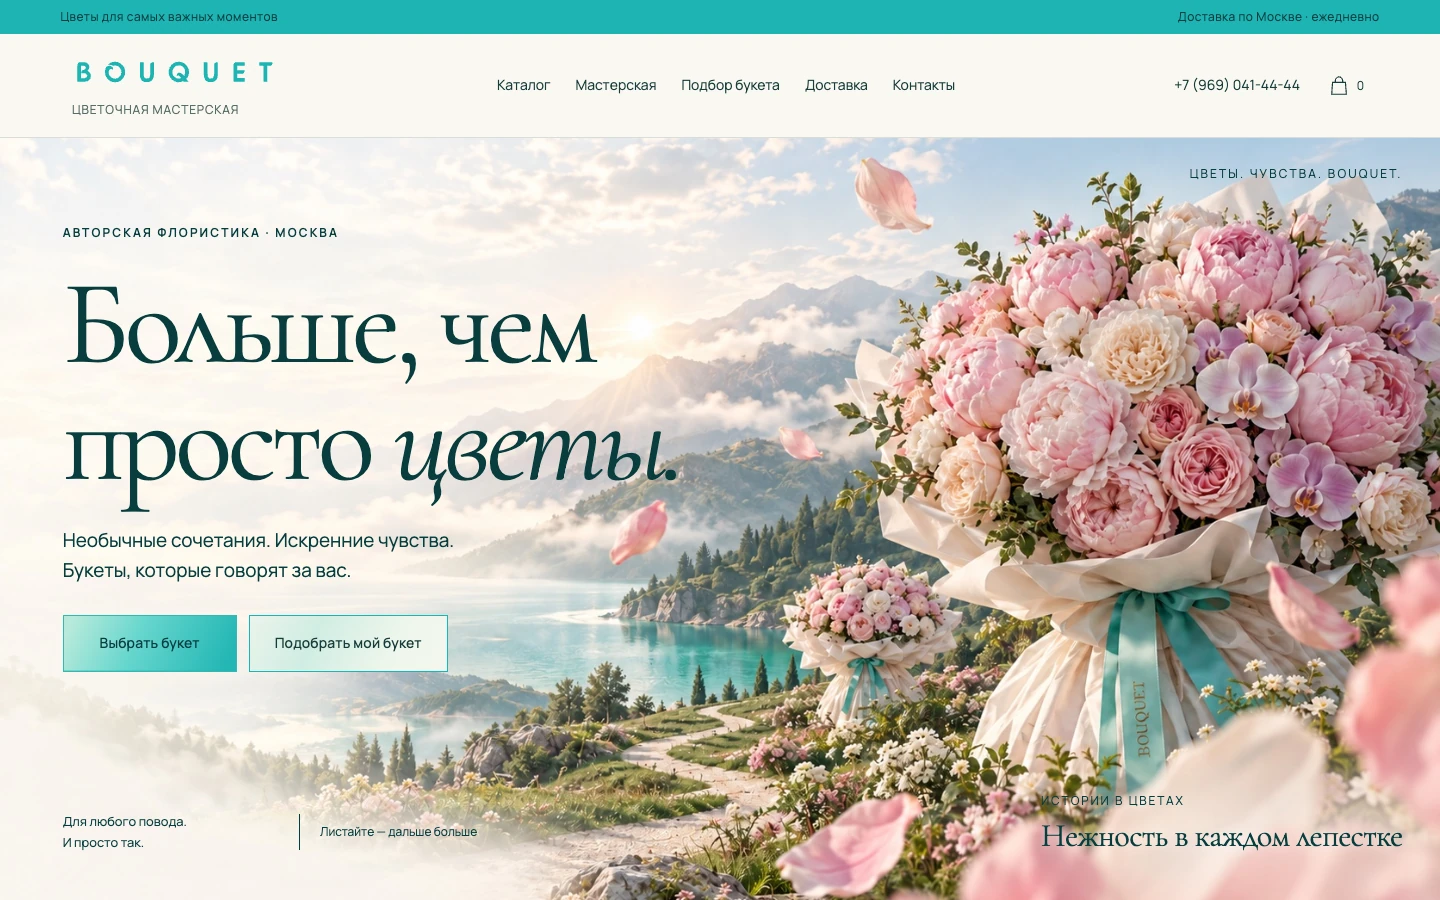 Цветы для самых важных моментов
Доставка по Москве · ежедневно
BOUQUET
ЦВЕТОЧНАЯ МАСТЕРСКАЯ
Каталог
Мастерская
Подбор букета
Доставка
Контакты
+7 (969) 041-44-44
0
ЦВЕТЫ. ЧУВСТВА. BOUQUET.
АВТОРСКАЯ ФЛОРИСТИКА · МОСКВА
Больше, чем
просто цветы.
Необычные сочетания. Искренние чувства.
Букеты, которые говорят за вас.
Выбрать букет
Подобрать мой букет
BOUQUET
Для любого повода.
И просто так.
Листайте — дальше больше
ИСТОРИИ В ЦВЕТАХ
Нежность в каждом лепестке